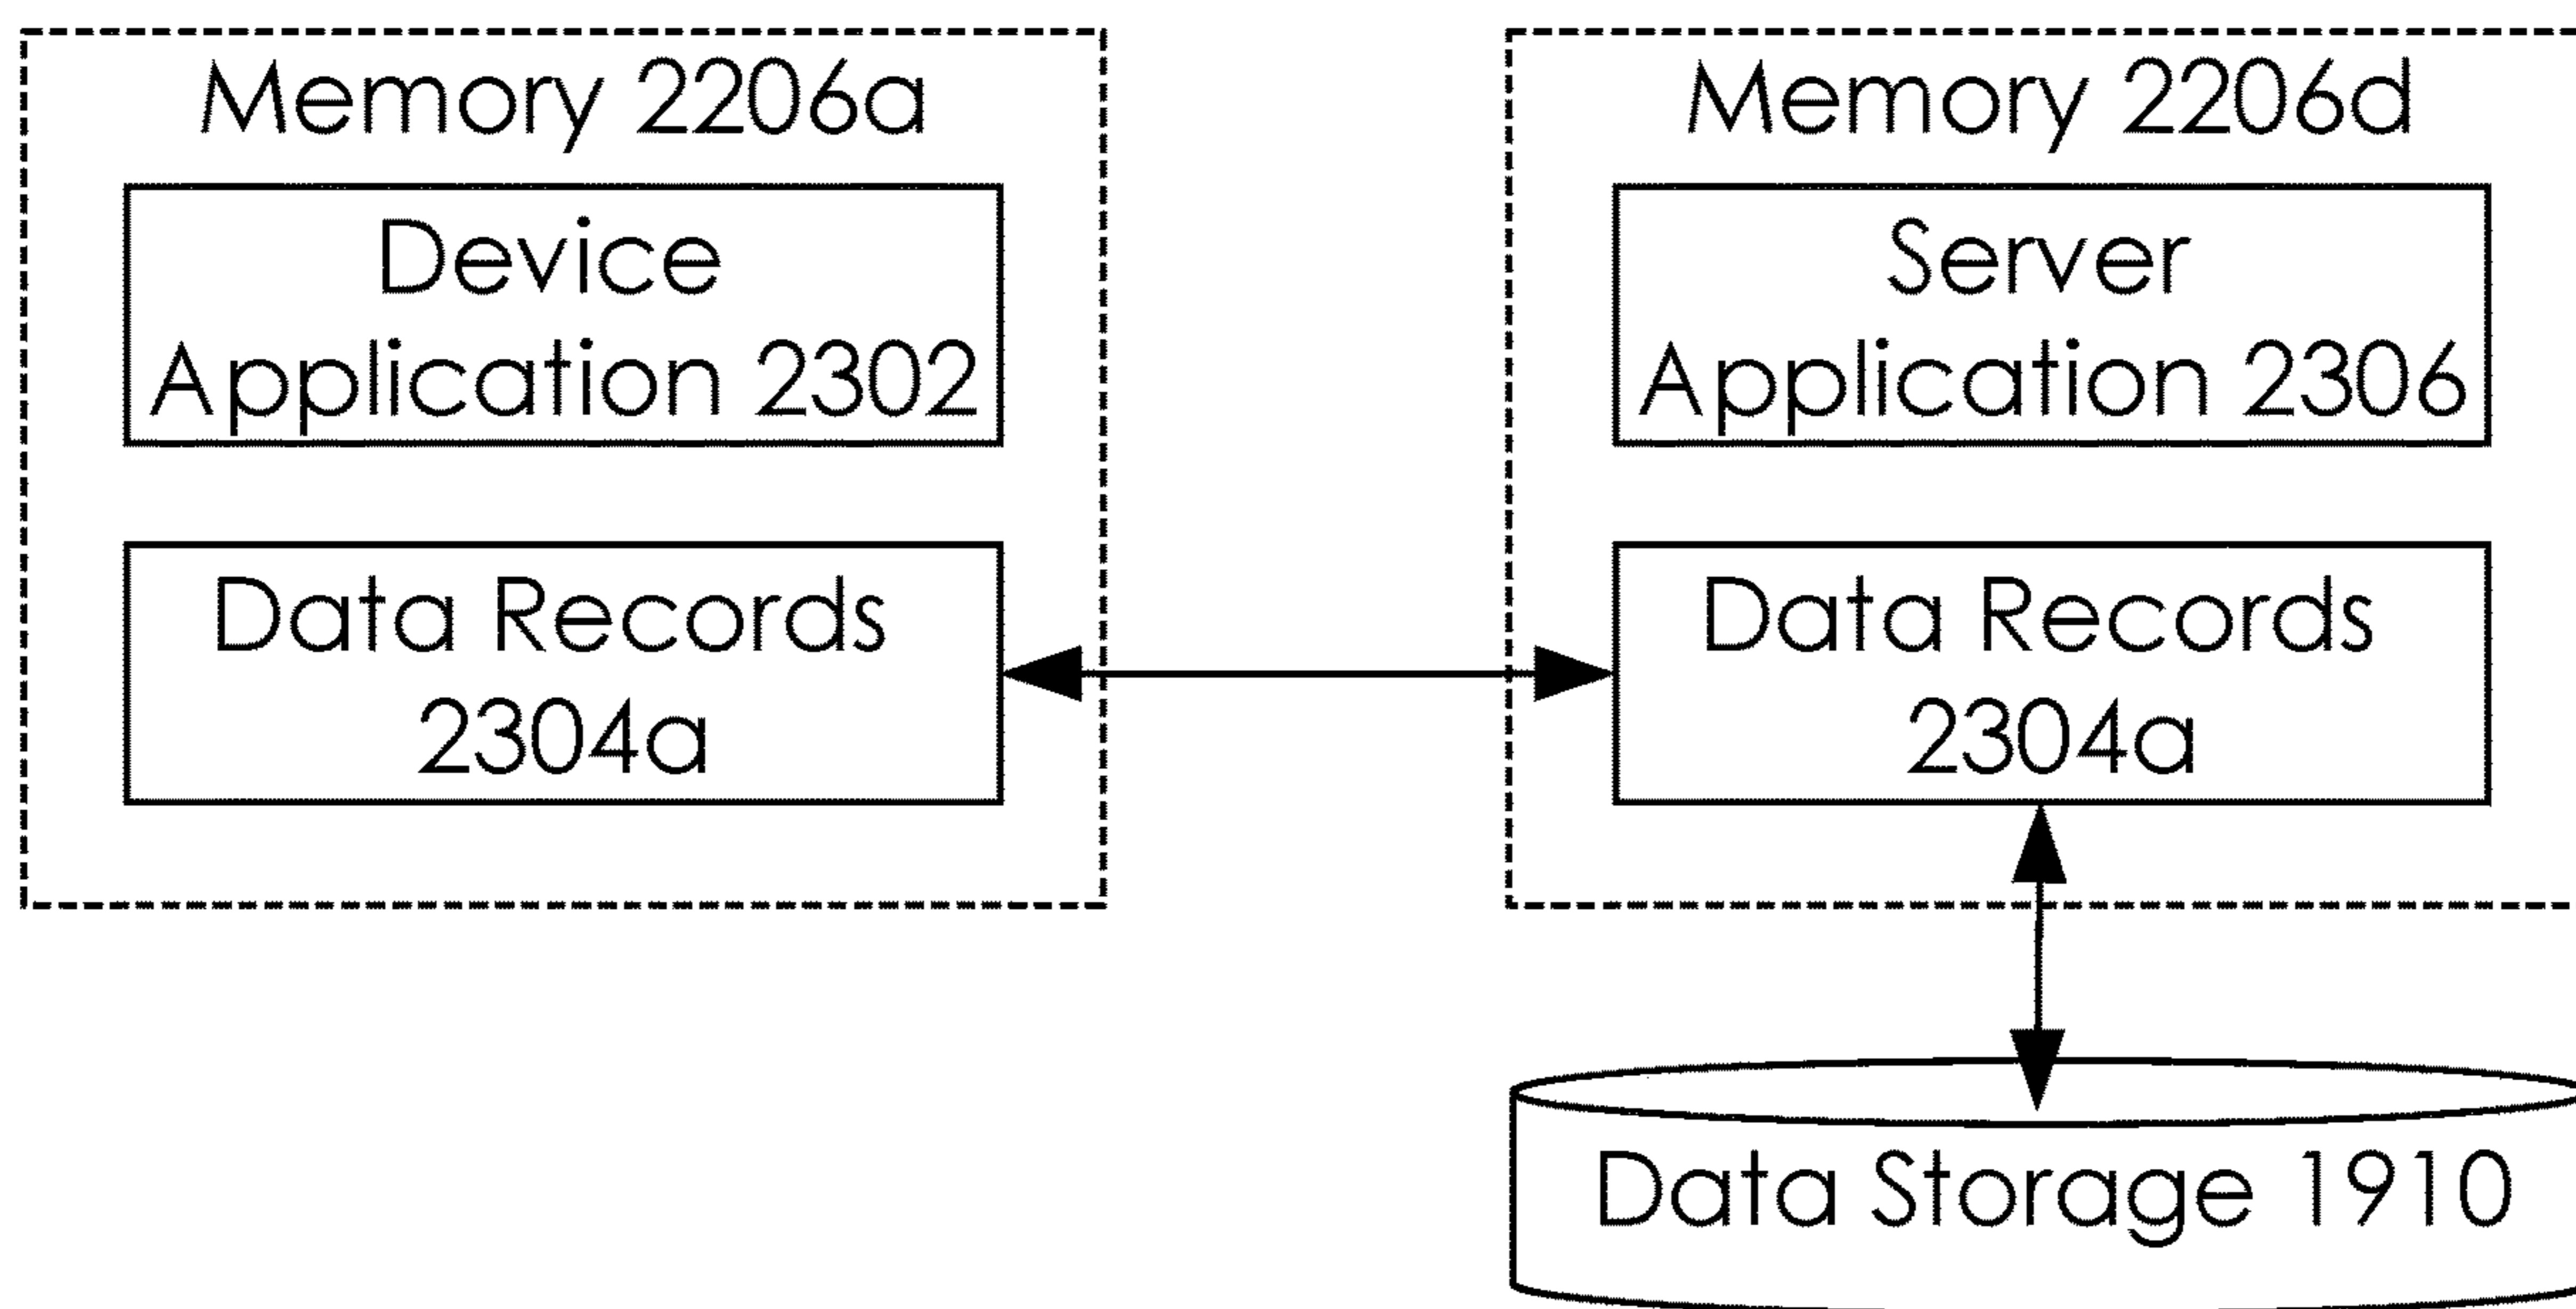 Memory 2206a
Device
Application 2302
Data Records
2304a
Memory 2206d
Server
Application 2306
Data Records
2304a
Data Storage 1910